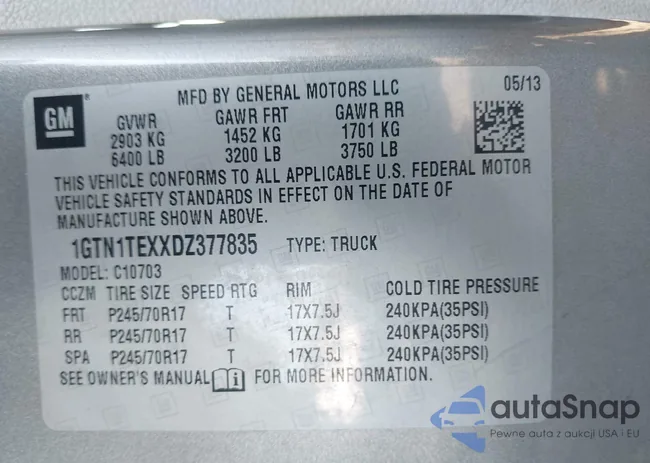 MFD BY GENERAL MOTORS LLC 05/13
GM
GVWR GAWR FRT GAWR RR
2903 KG 1452 KG 1701 KG
6400 LB 3200 LB 3750 LB
THIS VEHICLE CONFORMS TO ALL APPLICABLE U.S. FEDERAL MOTOR
VEHICLE SAFETY STANDARDS IN EFFECT ON THE DATE OF
MANUFACTURE SHOWN ABOVE.
1GTN1TEXXDZ377835 TYPE: TRUCK
MODEL: C10703
CCZM TIRE SIZE SPEED RTG RIM COLD TIRE PRESSURE
FRT P245/70R17 T 17X7.5J 240KPA(35PSI)
RR P245/70R17 T 17X7.5J 240KPA(35PSI)
SPA P245/70R17 T 17X7.5J 240KPA(35PSI)
SEE OWNER'S MANUAL FOR MORE INFORMATION.
autaSnap
Pewne auta z aukcji USA i EU